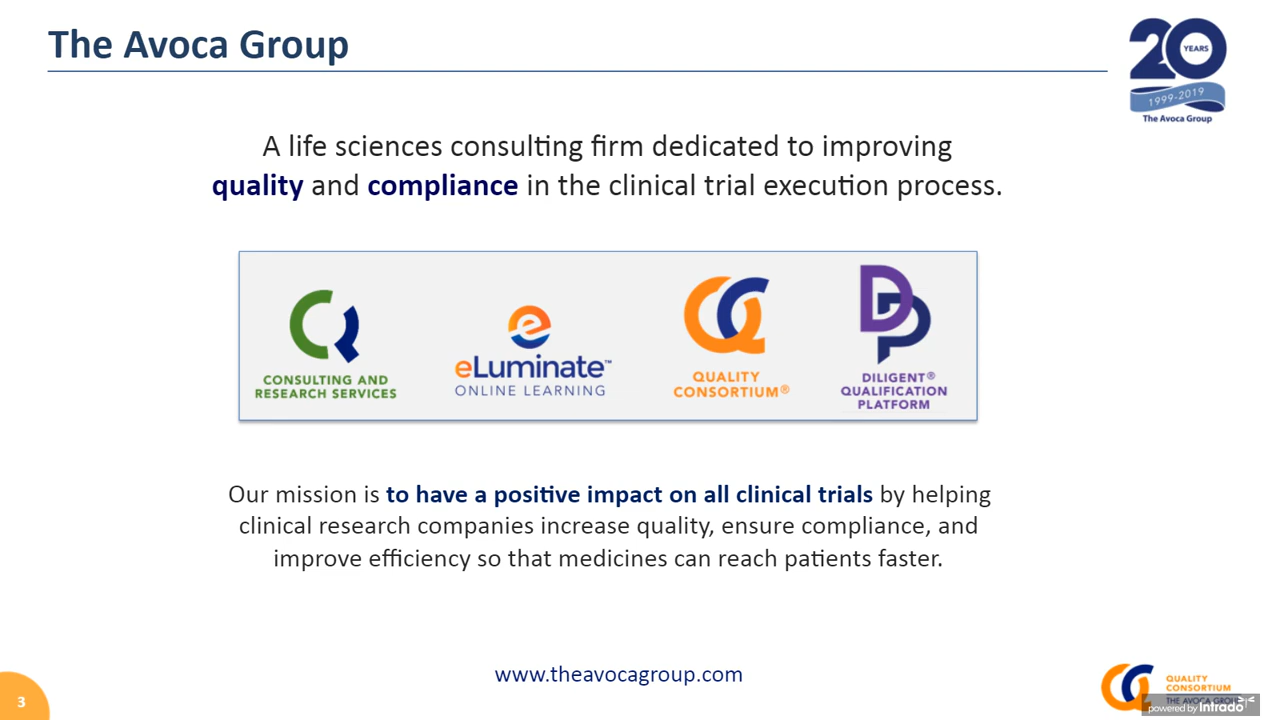 The Avoca Group
20
YEARS
1999-2019
The Avoca Group
A life sciences consulting firm dedicated to improving
quality and compliance in the clinical trial execution process.
CONSULTING AND
RESEARCH SERVICES
eLuminate™
ONLINE LEARNING
QUALITY
CONSORTIUM®
DILIGENT®
QUALIFICATION
PLATFORM
Our mission is to have a positive impact on all clinical trials by helping
clinical research companies increase quality, ensure compliance, and
improve efficiency so that medicines can reach patients faster.
www.theavocagroup.com
3
QUALITY
CONSORTIUM
THE AVOCA GROUP
powered by intrado